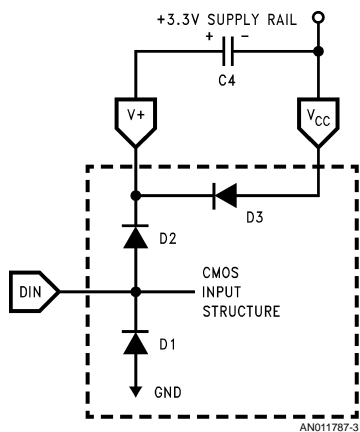 +3.3V SUPPLY RAIL
+ −
C4
V+
VCC
D3
D2
DIN
CMOS
INPUT
STRUCTURE
D1
GND
AN011787-3